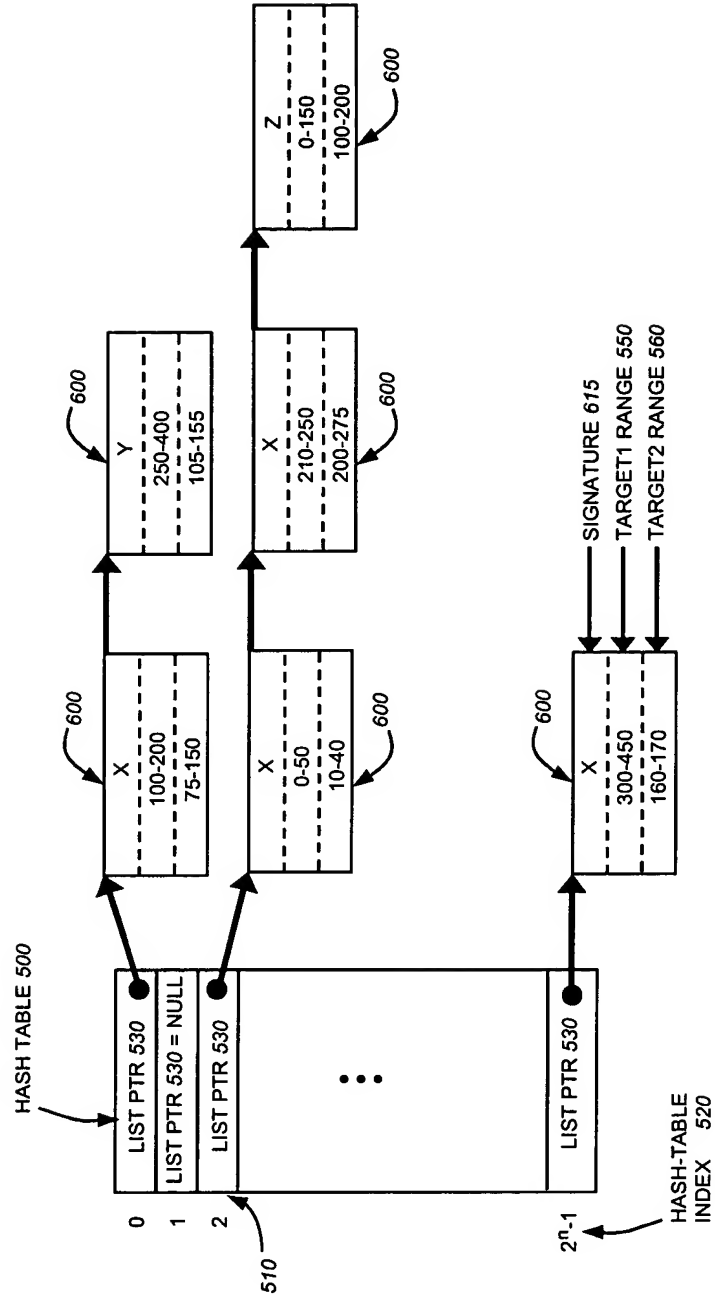 HASH TABLE 500
0
LIST PTR 530
1
LIST PTR 530 = NULL
2
LIST PTR 530
510
...
2ⁿ-1
LIST PTR 530
HASH-TABLE
INDEX 520
600
X
100-200
75-150
600
Y
250-400
105-155
X
0-50
10-40
600
X
210-250
200-275
600
Z
0-150
100-200
600
600
X
300-450
160-170
SIGNATURE 615
TARGET1 RANGE 550
TARGET2 RANGE 560